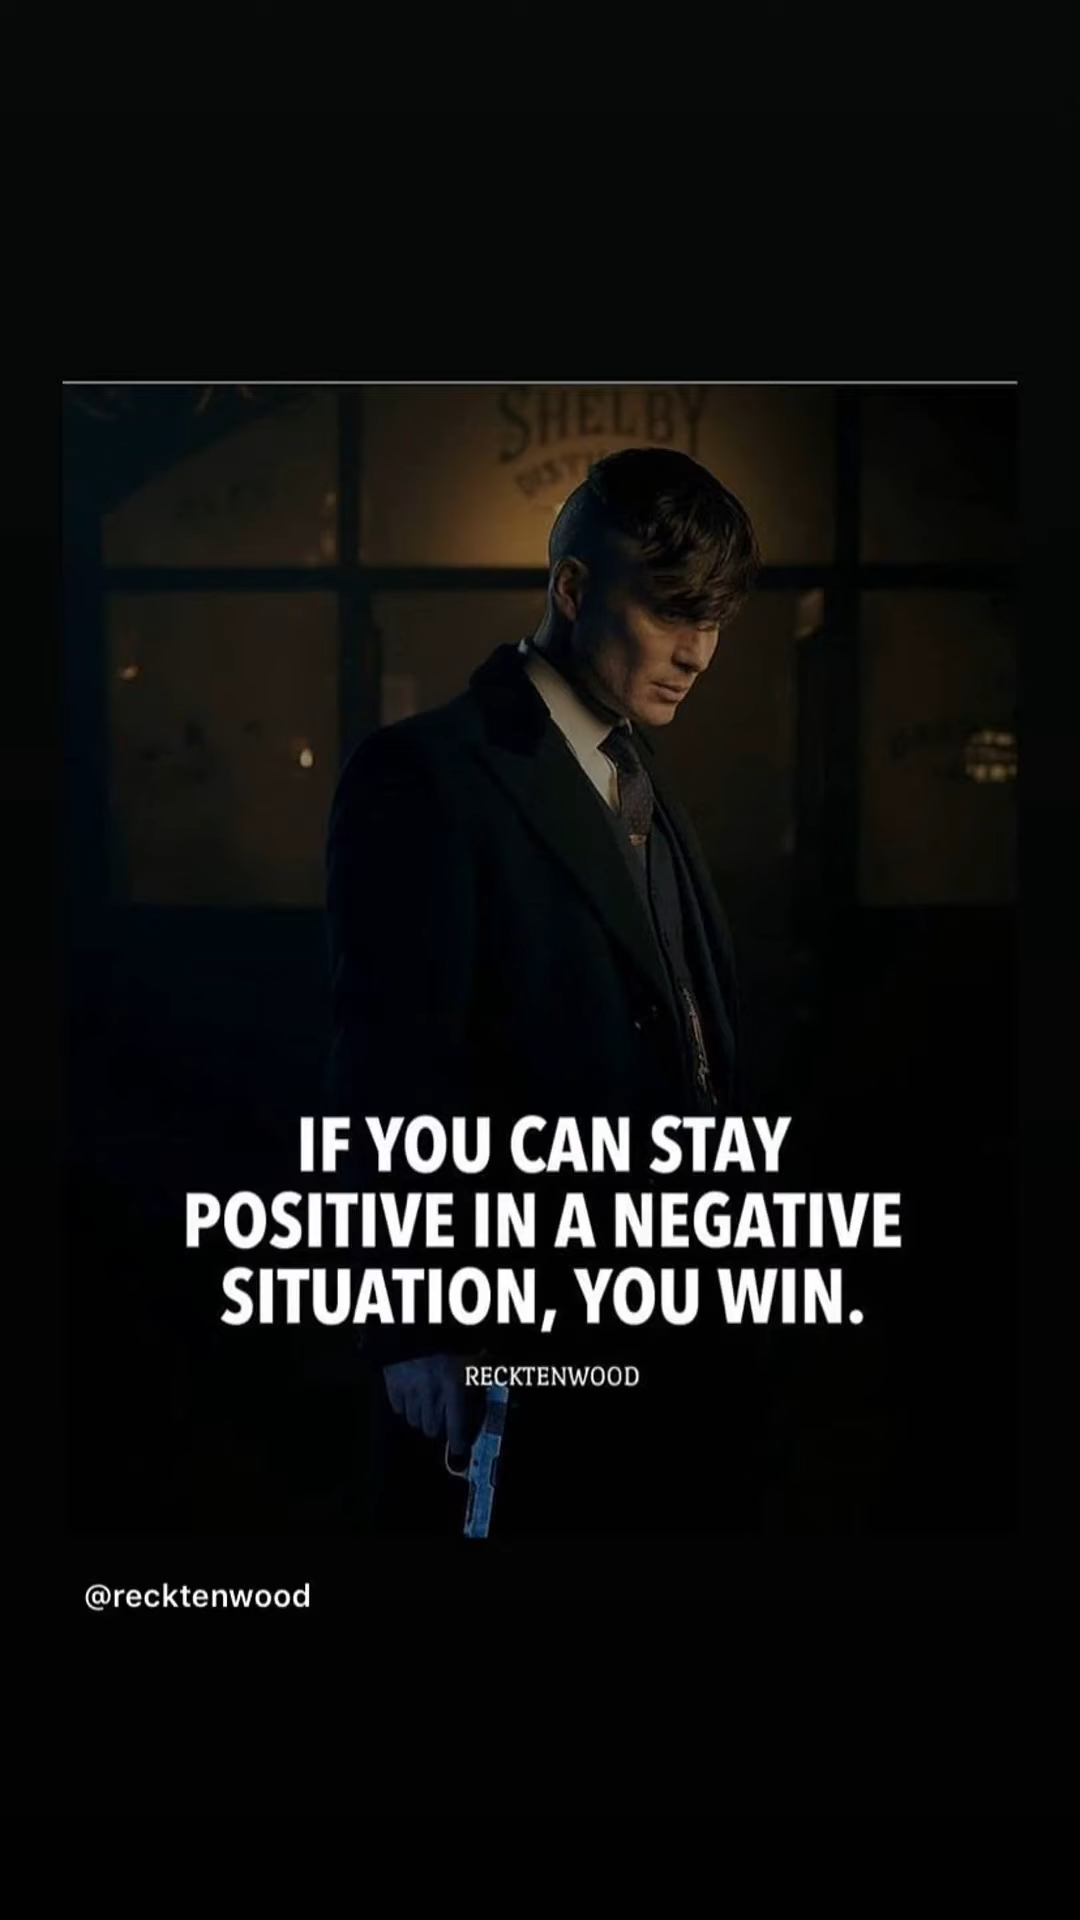 SHELBY
IF YOU CAN STAY
POSITIVE IN A NEGATIVE
SITUATION, YOU WIN.
RECKTENWOOD
@recktenwood